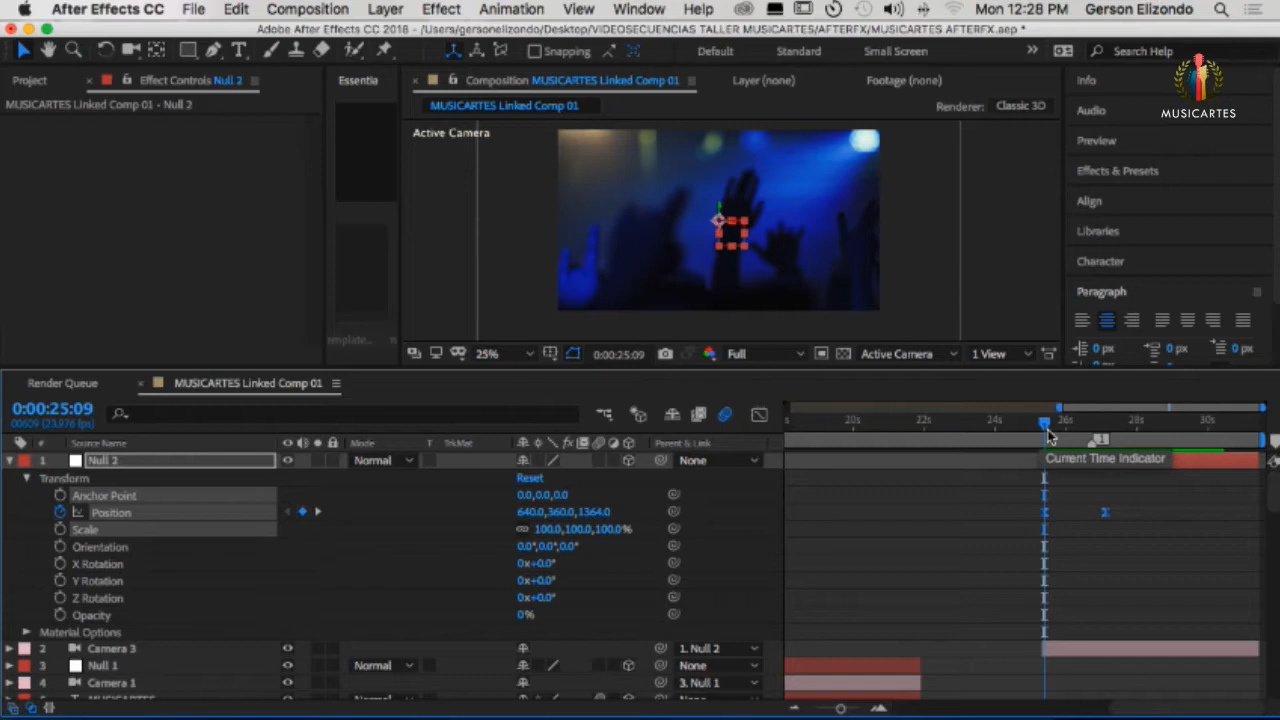 After Effects CC File Edit Composition Layer Effect Animation View Window Help Mon 12:28 PM Gerson Elizondo
Adobe After Effects CC 2018 - /Users/gersonelizondo/Desktop/VIDEOSECUENCIAS TALLER MUSICARTES/AFTERFX/MUSICARTES AFTERFX.aep *
Snapping Default Standard Small Screen Search Help
Project Effect Controls Null 2 Essentia Composition MUSICARTES Linked Comp 01 Layer (none) Footage (none) Info
MUSICARTES Linked Comp 01 - Null 2 MUSICARTES Linked Comp 01 Renderer: Classic 3D Audio
MUSICARTES
Active Camera
Preview
Effects & Presets
Align
Libraries
Character
Paragraph
0 px 0 px 0 px
25% 0:00:25:09 Full Active Camera 1 View
Render Queue MUSICARTES Linked Comp 01
0:00:25:09
00609 (23.976 fps)
20s 22s 24s 26s 28s 30s
# Source Name Mode T TrkMat Parent & Link
1
1 Null 2 Normal None
Current Time Indicator
Transform Reset
Anchor Point 0.0,0.0,0.0
Position 640.0,360.0,1364.0
Scale 100.0,100.0,100.0%
Orientation 0.0°,0.0°,0.0°
X Rotation 0x+0.0°
Y Rotation 0x+0.0°
Z Rotation 0x+0.0°
Opacity 0%
Material Options
2 Camera 3 1. Null 2
3 Null 1 Normal None
4 Camera 1 3. Null 1